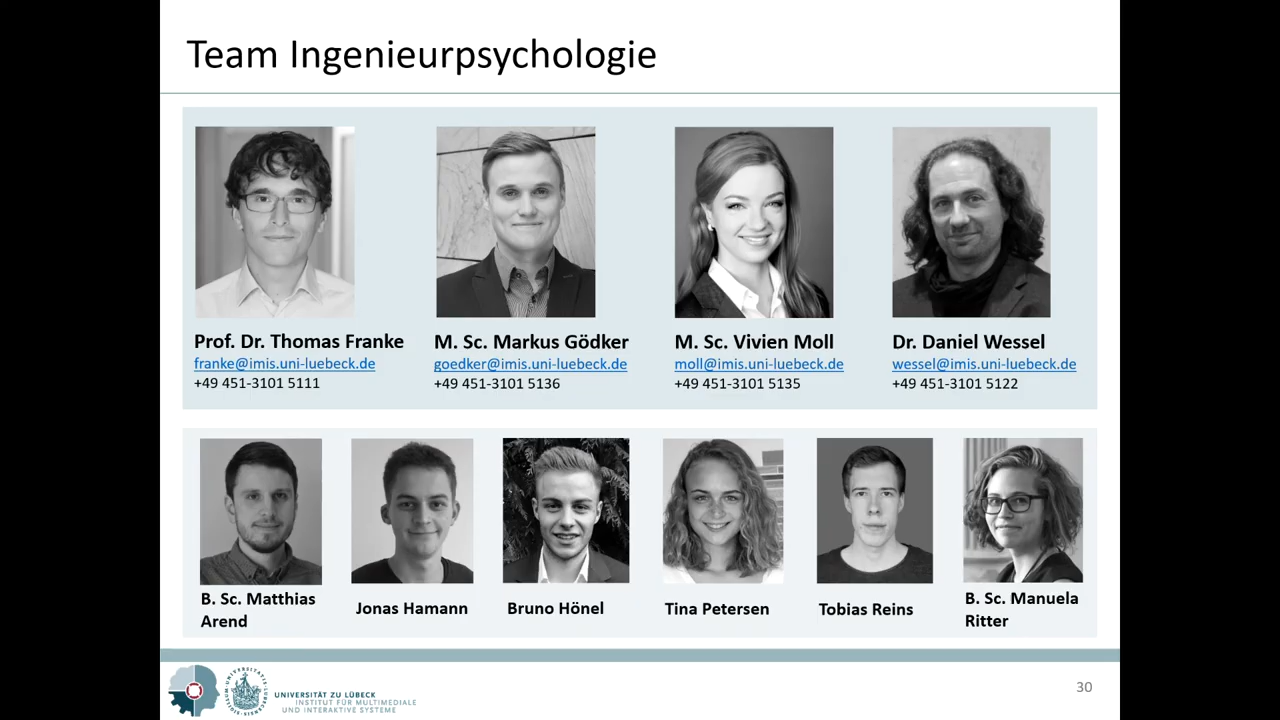 Team Ingenieurpsychologie
Prof. Dr. Thomas Franke
franke@imis.uni-luebeck.de
+49 451-3101 5111
M. Sc. Markus Gödker
goedker@imis.uni-luebeck.de
+49 451-3101 5136
M. Sc. Vivien Moll
moll@imis.uni-luebeck.de
+49 451-3101 5135
Dr. Daniel Wessel
wessel@imis.uni-luebeck.de
+49 451-3101 5122
B. Sc. Matthias
Arend
Jonas Hamann
Bruno Hönel
Tina Petersen
Tobias Reins
B. Sc. Manuela
Ritter
UNIVERSITÄT ZU LÜBECK
INSTITUT FÜR MULTIMEDIALE
UND INTERAKTIVE SYSTEME
30